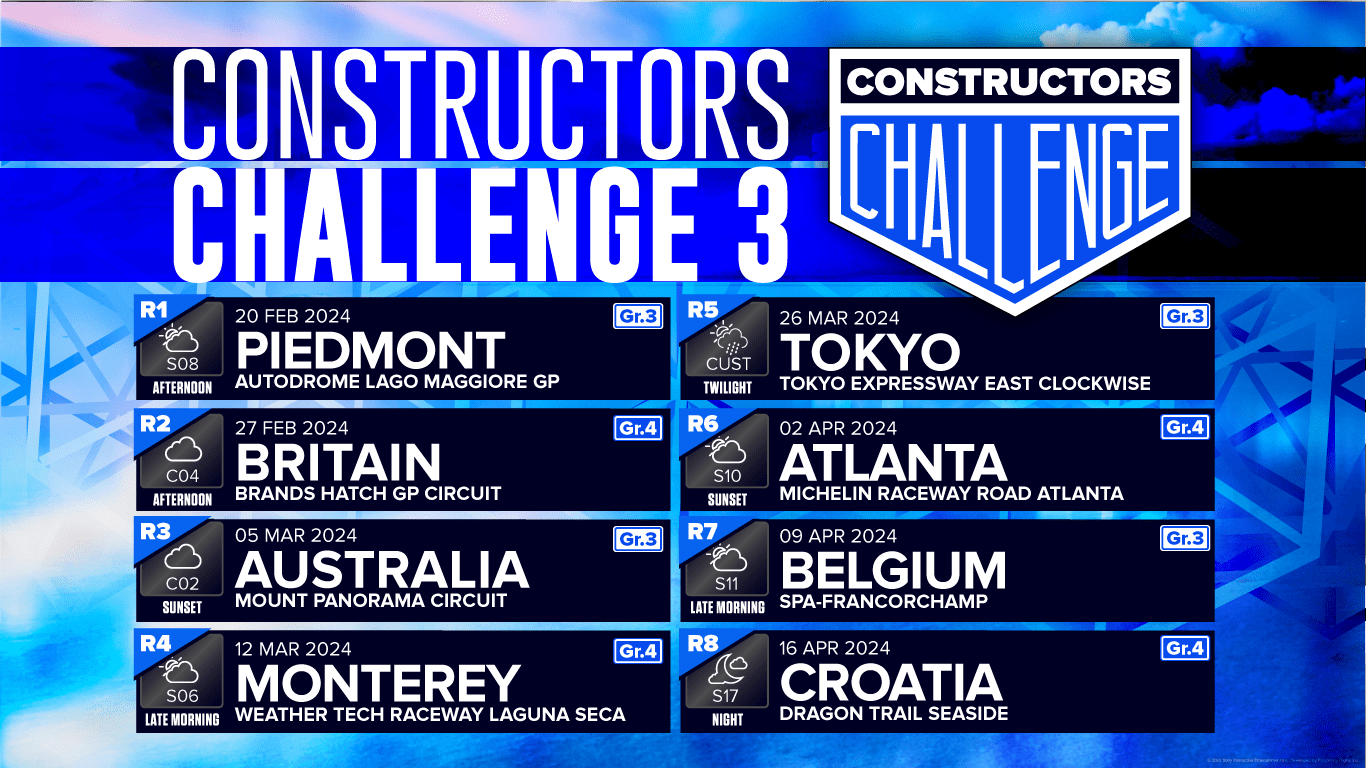 CONSTRUCTORS
CHALLENGE 3
CONSTRUCTORS
CHALLENGE
R1
S08
AFTERNOON
20 FEB 2024
Gr.3
PIEDMONT
AUTODROME LAGO MAGGIORE GP
R2
C04
AFTERNOON
27 FEB 2024
Gr.4
BRITAIN
BRANDS HATCH GP CIRCUIT
R3
C02
SUNSET
05 MAR 2024
Gr.3
AUSTRALIA
MOUNT PANORAMA CIRCUIT
R4
S06
LATE MORNING
12 MAR 2024
Gr.4
MONTEREY
WEATHER TECH RACEWAY LAGUNA SECA
R5
CUST
TWILIGHT
26 MAR 2024
Gr.3
TOKYO
TOKYO EXPRESSWAY EAST CLOCKWISE
R6
S10
SUNSET
02 APR 2024
Gr.4
ATLANTA
MICHELIN RACEWAY ROAD ATLANTA
R7
S11
LATE MORNING
09 APR 2024
Gr.3
BELGIUM
SPA-FRANCORCHAMP
R8
S17
NIGHT
16 APR 2024
Gr.4
CROATIA
DRAGON TRAIL SEASIDE